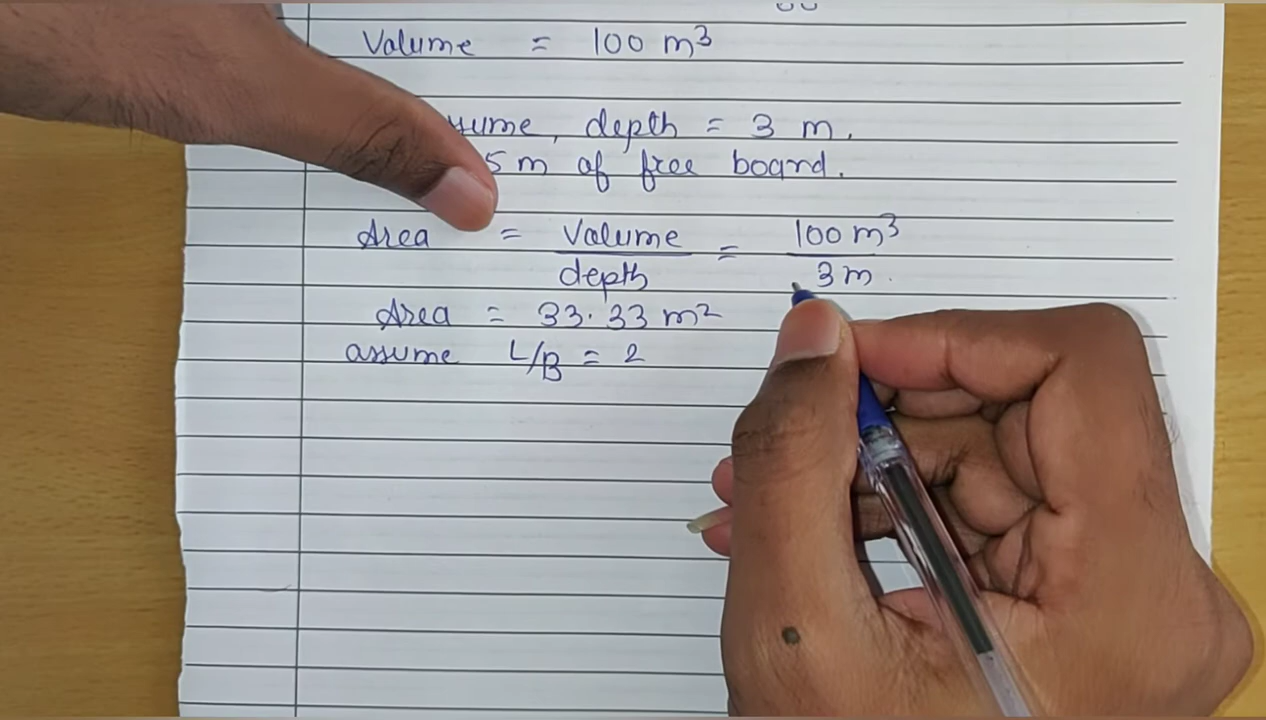 Volume = 100 m³
depth = 3 m.
5 m of free board.
Area = Volume / depth = 100 m³ / 3 m.
Area = 33.33 m²
assume L/B = 2